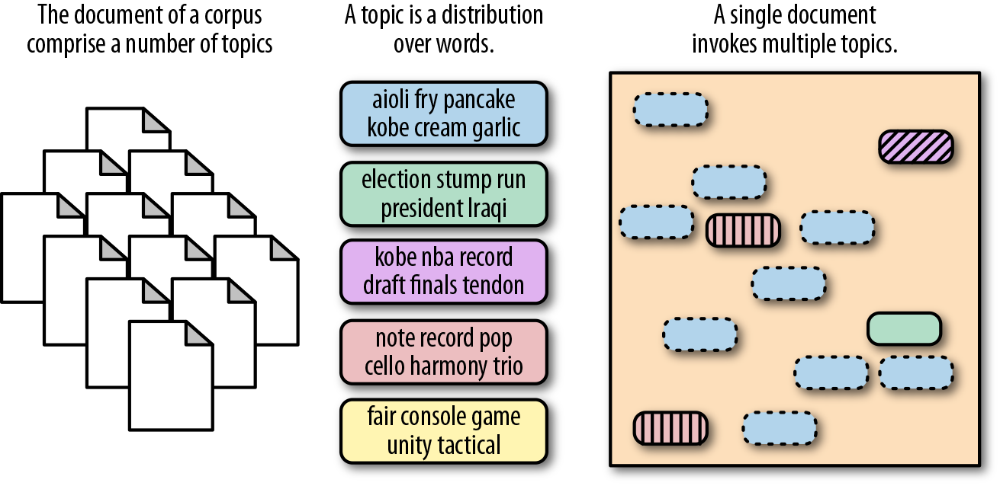 The document of a corpus
comprise a number of topics
A topic is a distribution
over words.
aioli fry pancake
kobe cream garlic
election stump run
president Iraqi
kobe nba record
draft finals tendon
note record pop
cello harmony trio
fair console game
unity tactical
A single document
invokes multiple topics.